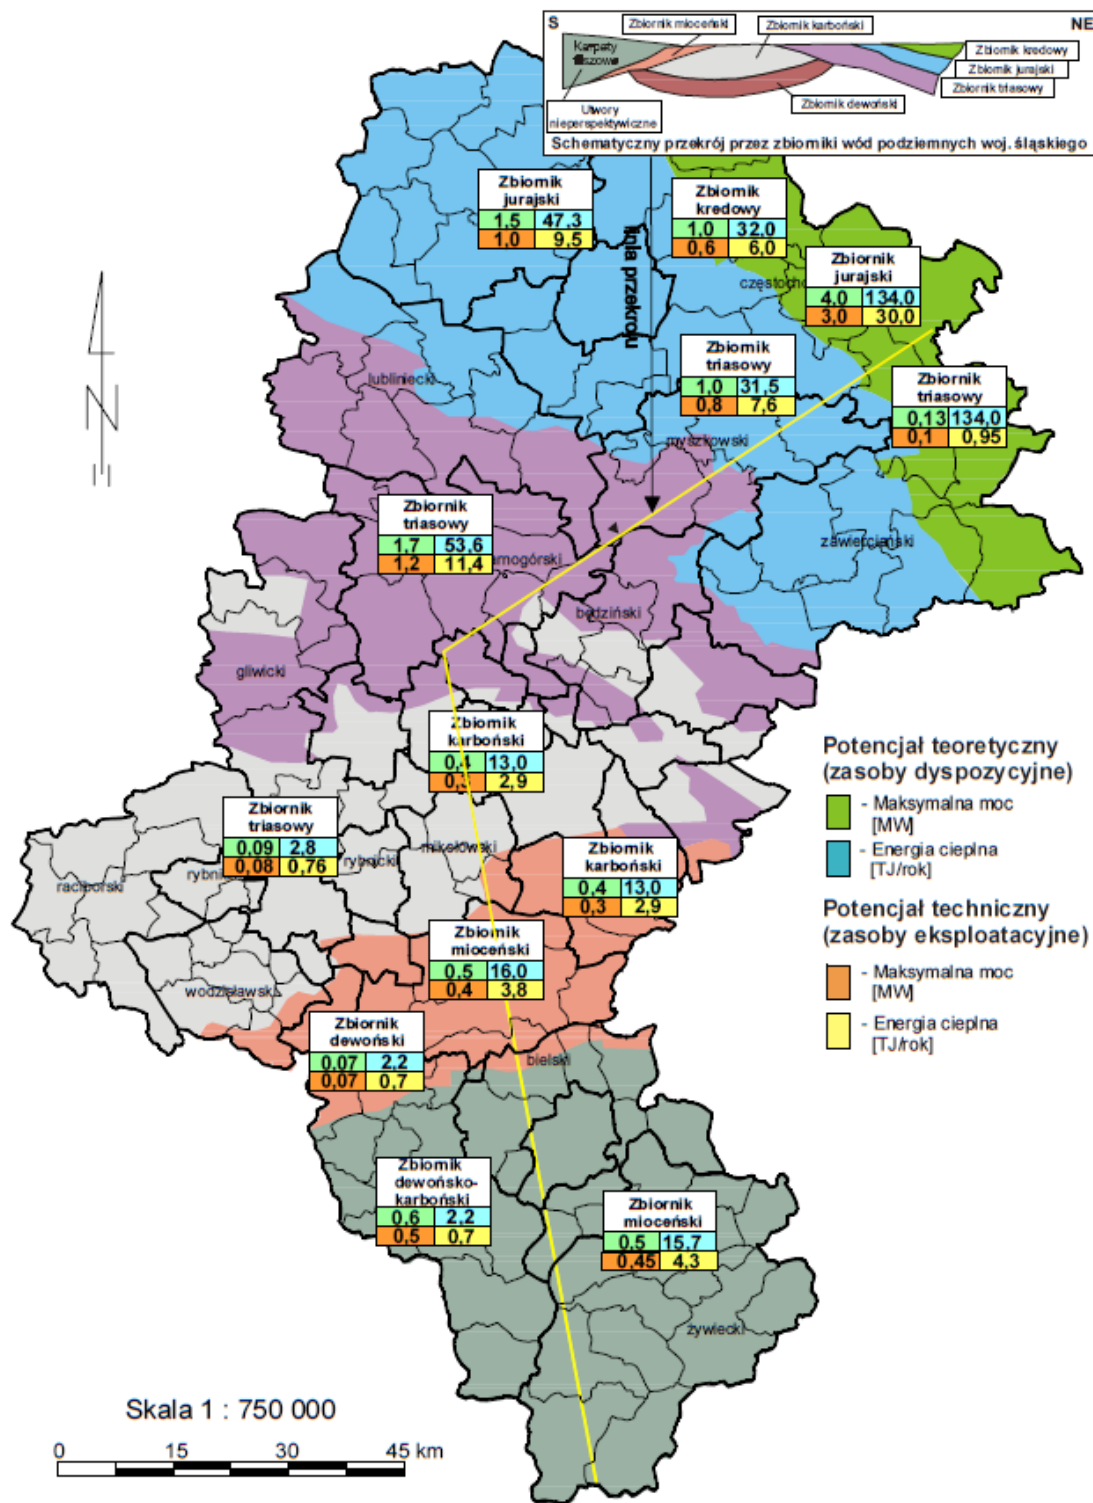 S
NE
Zbiornik mioceński
Zbiornik karboński
Karpaty
fliszowe
Zbiornik kredowy
Zbiornik jurajski
Zbiornik triasowy
Zbiornik dewoński
Utwory
nieperspektywiczne
Schematyczny przekrój przez zbiorniki wód podziemnych woj. śląskiego
Zbiornik
jurajski
1.5 47,3
1,0 9,5
Zbiornik
kredowy
1,0 32,0
0,6 6,0
linia przekroju
Zbiornik
jurajski
4,0 134,0
3,0 30,0
Zbiornik
triasowy
1,0 31,5
0,8 7,6
Zbiornik
triasowy
0,13 134,0
0,1 0,95
lubliniecki
myszkowski
N
Zbiornik
triasowy
1,7 53,6
1,2 11,4
zawierciański
będziński
gliwicki
Zbiornik
karboński
0,4 13,0
0,3 2,9
Zbiornik
triasowy
0,09 2,8
0,08 0,76
raciborski
rybnicki
mikołowski
Zbiornik
karboński
0,4 13,0
0,3 2,9
Zbiornik
mioceński
0,5 16,0
0,4 3,8
wodzisławski
Zbiornik
dewoński
0,07 2,2
0,07 0,7
bielski
Zbiornik
dewońsko-
karboński
0,6 2,2
0,5 0,7
Zbiornik
mioceński
0,5 15,7
0,45 4,3
żywiecki
Potencjał teoretyczny
(zasoby dyspozycyjne)
- Maksymalna moc
[MW]
- Energia cieplna
[TJ/rok]
Potencjał techniczny
(zasoby eksploatacyjne)
- Maksymalna moc
[MW]
- Energia cieplna
[TJ/rok]
Skala 1 : 750 000
0 15 30 45 km